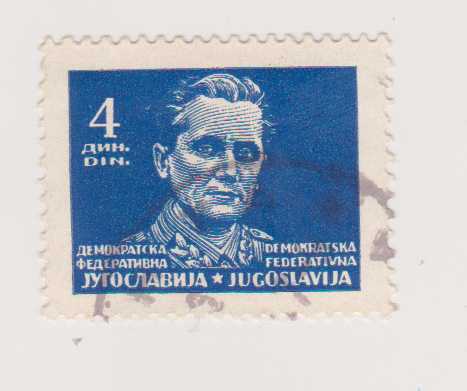 4
ДИН.
DIN.
ДЕМОКРАТСКА DEMOKRATSKA
ФЕДЕРАТИВНА FEDERATIVNA
ЈУГОСЛАВИЈА ★ JUGOSLAVIJA